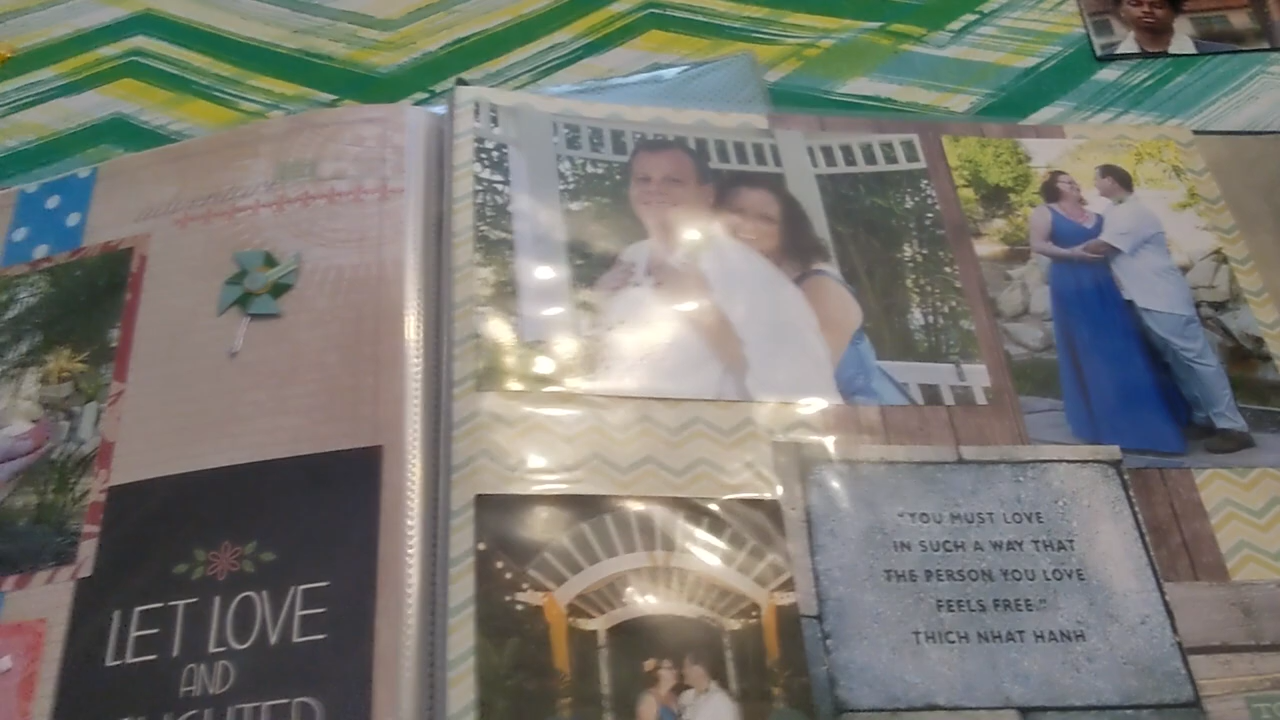 LET LOVE
AND
"YOU MUST LOVE
IN SUCH A WAY THAT
THE PERSON YOU LOVE
FEELS FREE."
THICH NHAT HANH